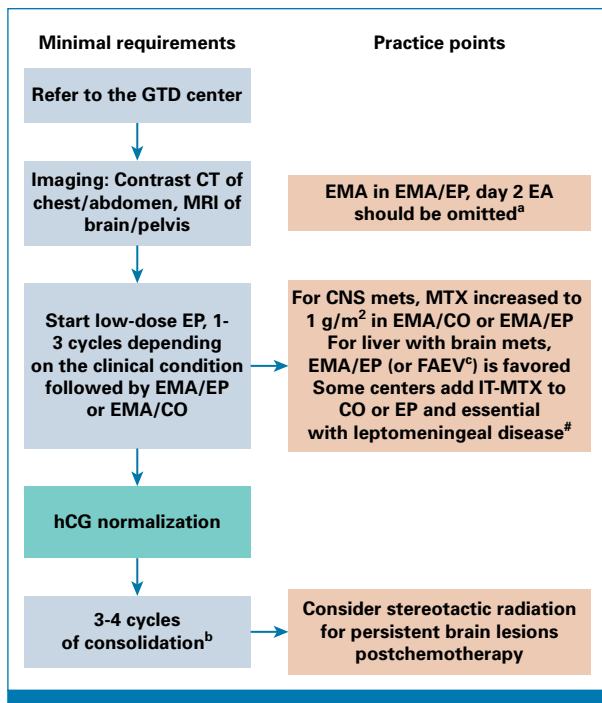 Minimal requirements
Practice points
Refer to the GTD center
Imaging: Contrast CT of
chest/abdomen, MRI of
brain/pelvis
EMA in EMA/EP, day 2 EA
should be omittedᵃ
Start low-dose EP, 1-
3 cycles depending
on the clinical condition
followed by EMA/EP
or EMA/CO
For CNS mets, MTX increased to
1 g/m² in EMA/CO or EMA/EP
For liver with brain mets,
EMA/EP (or FAEVᶜ) is favored
Some centers add IT-MTX to
CO or EP and essential
with leptomeningeal disease#
hCG normalization
3-4 cycles
of consolidationᵇ
Consider stereotactic radiation
for persistent brain lesions
postchemotherapy